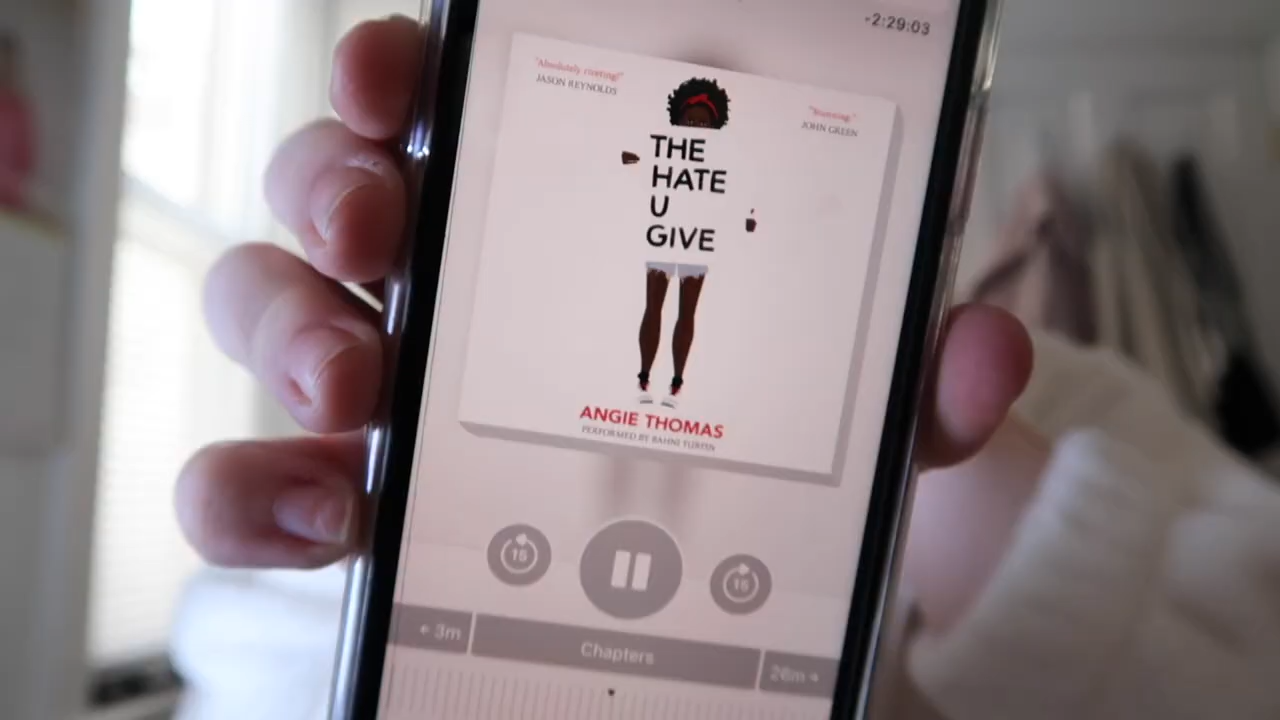 -2:29:03
"Absolutely riveting!"
JASON REYNOLDS
"Stunning."
JOHN GREEN
THE
HATE
U
GIVE
ANGIE THOMAS
PERFORMED BY BAHNI TURPIN
15
15
3m
Chapters
26m